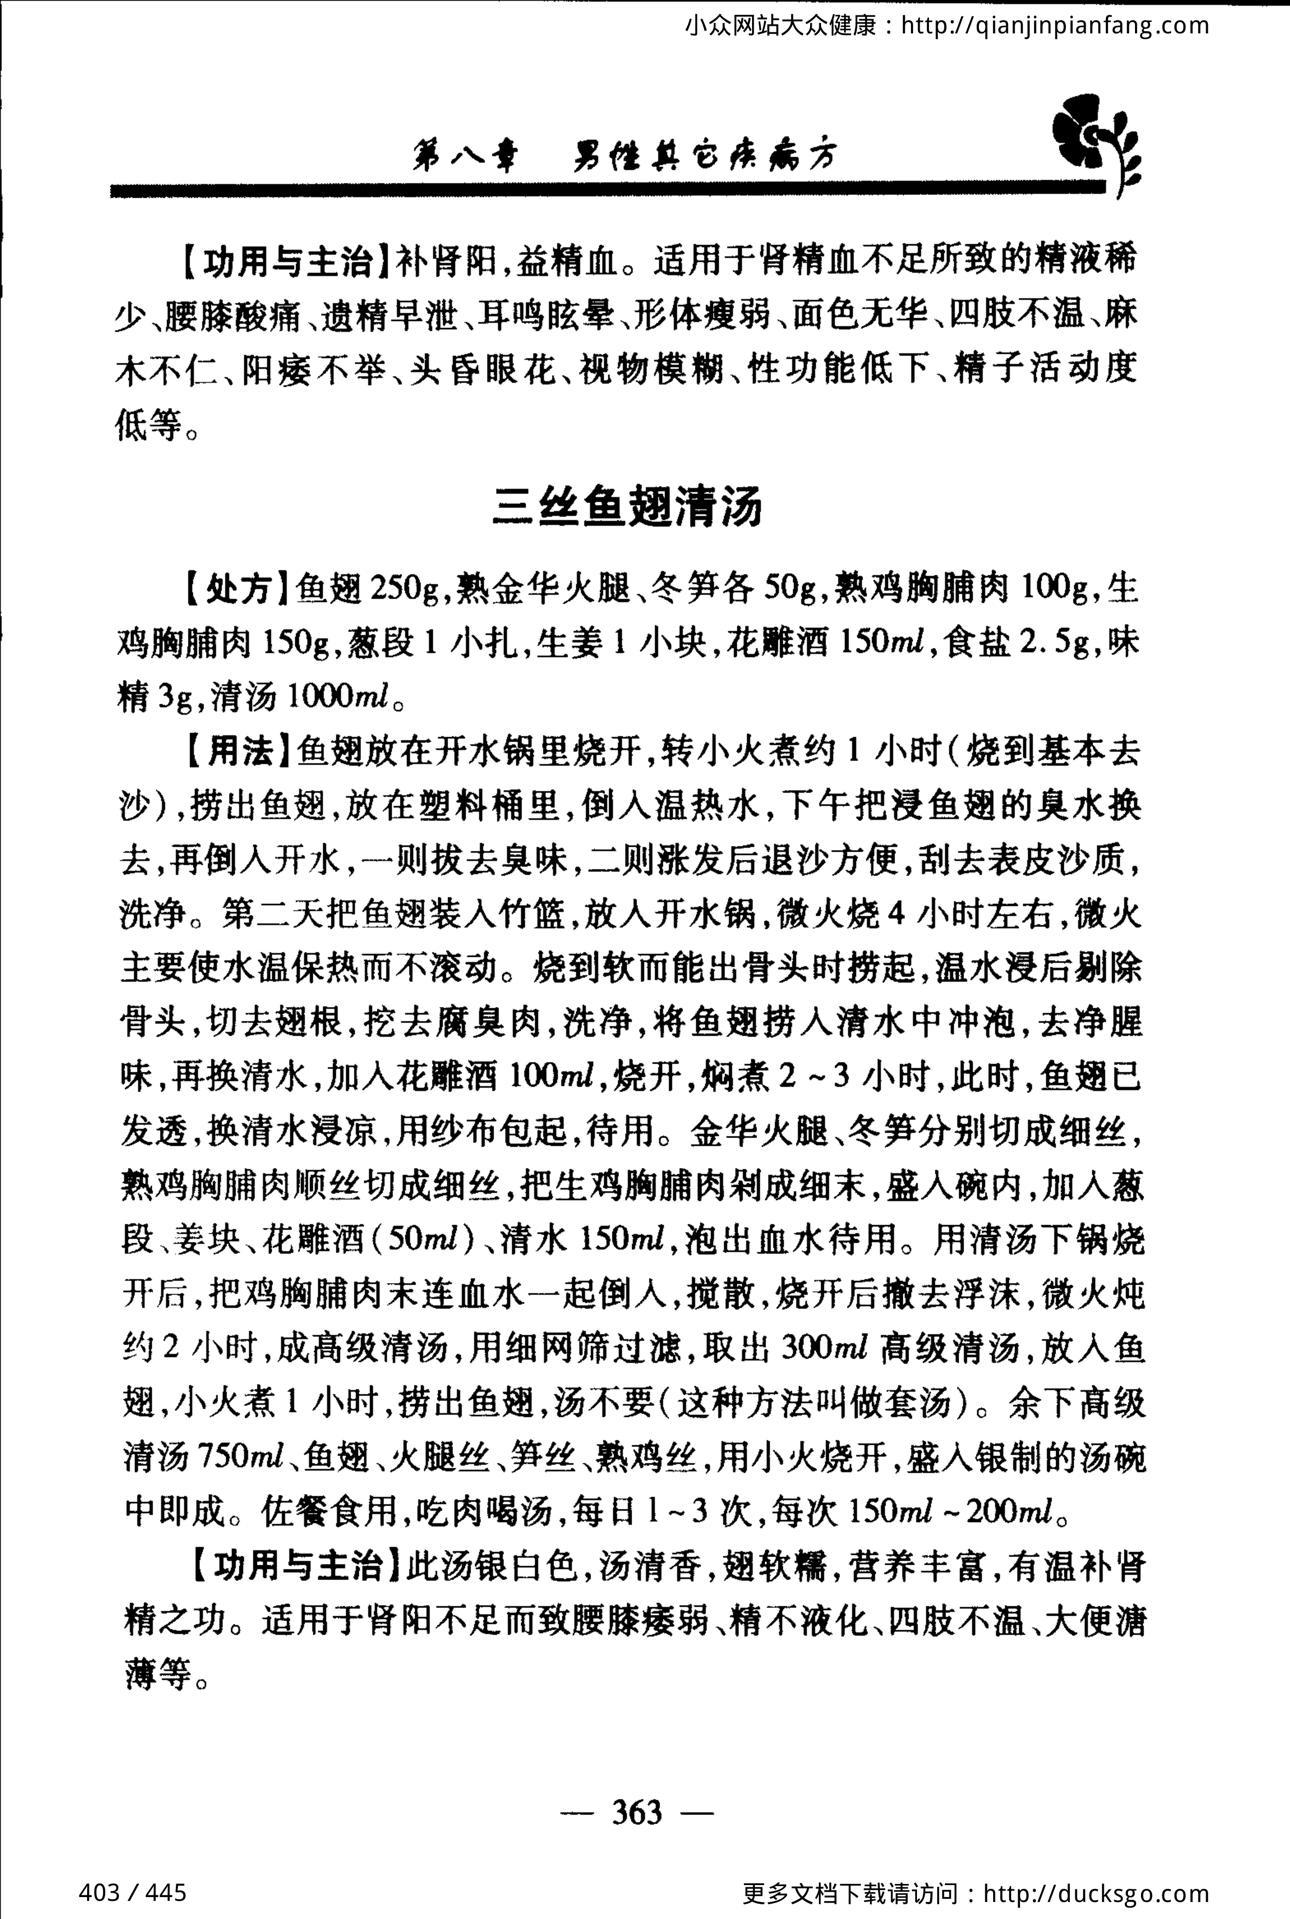 小众网站大众健康：http://qianjinpianfang.com
第八章　男性其它疾病方
【功用与主治】补肾阳,益精血。适用于肾精血不足所致的精液稀
少、腰膝酸痛、遗精早泄、耳鸣眩晕、形体瘦弱、面色无华、四肢不温、麻
木不仁、阳痿不举、头昏眼花、视物模糊、性功能低下、精子活动度
低等。
三丝鱼翅清汤
【处方】鱼翅 250g,熟金华火腿、冬笋各 50g,熟鸡胸脯肉 100g,生
鸡胸脯肉 150g,葱段 1 小扎,生姜 1 小块,花雕酒 150ml,食盐 2.5g,味
精 3g,清汤 1000ml。
【用法】鱼翅放在开水锅里烧开,转小火煮约 1 小时(烧到基本去
沙),捞出鱼翅,放在塑料桶里,倒入温热水,下午把浸鱼翅的臭水换
去,再倒入开水,一则拔去臭味,二则涨发后退沙方便,刮去表皮沙质,
洗净。第二天把鱼翅装入竹篮,放入开水锅,微火烧 4 小时左右,微火
主要使水温保热而不滚动。烧到软而能出骨头时捞起,温水浸后剔除
骨头,切去翅根,挖去腐臭肉,洗净,将鱼翅捞入清水中冲泡,去净腥
味,再换清水,加入花雕酒 100ml,烧开,焖煮 2～3 小时,此时,鱼翅已
发透,换清水浸凉,用纱布包起,待用。金华火腿、冬笋分别切成细丝,
熟鸡胸脯肉顺丝切成细丝,把生鸡胸脯肉剁成细末,盛入碗内,加入葱
段、姜块、花雕酒(50ml)、清水 150ml,泡出血水待用。用清汤下锅烧
开后,把鸡胸脯肉末连血水一起倒入,搅散,烧开后撇去浮沫,微火炖
约 2 小时,成高级清汤,用细网筛过滤,取出 300ml 高级清汤,放入鱼
翅,小火煮 1 小时,捞出鱼翅,汤不要(这种方法叫做套汤)。余下高级
清汤 750ml、鱼翅、火腿丝、笋丝、熟鸡丝,用小火烧开,盛入银制的汤碗
中即成。佐餐食用,吃肉喝汤,每日 1～3 次,每次 150ml～200ml。
【功用与主治】此汤银白色,汤清香,翅软糯,营养丰富,有温补肾
精之功。适用于肾阳不足而致腰膝痿弱、精不液化、四肢不温、大便溏
薄等。
— 363 —
403 / 445
更多文档下载请访问：http://ducksgo.com